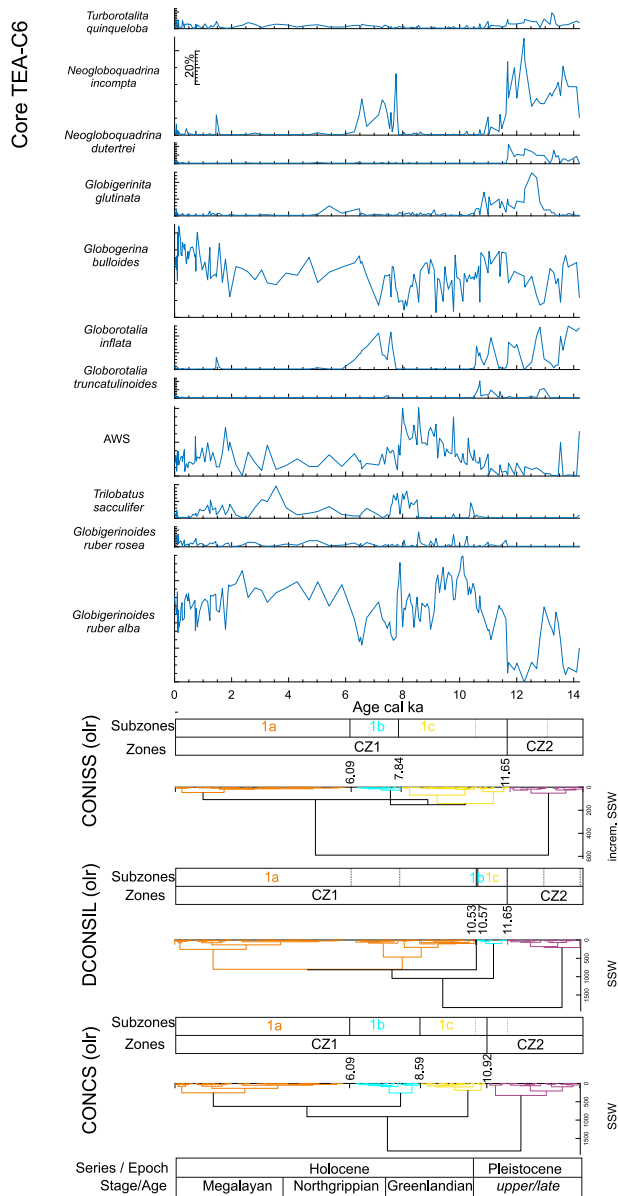 Core TEA-C6
Turborotalita
quinqueloba
20%
Neogloboquadrina
incompta
Neogloboquadrina
dutertrei
Globigerinita
glutinata
Globogerina
bulloides
Globorotalia
inflata
Globorotalia
truncatulinoides
AWS
Trilobatus
sacculifer
Globigerinoides
ruber rosea
Globigerinoides
ruber alba
0 2 4 6 8 10 12 14
Age cal ka
CONISS (olr)
Subzones 1a 1b 1c
Zones CZ1 CZ2
6.09 7.84 11.65
0 200 400 600
increm. SSW
DCONSIL (olr)
Subzones 1a 1b 1c
Zones CZ1 CZ2
10.53 10.57 11.65
0 500 1000 1500
SSW
CONCS (olr)
Subzones 1a 1b 1c
Zones CZ1 CZ2
6.09 8.59 10.92
0 500 1000 1500
SSW
Series / Epoch Holocene Pleistocene
Stage/Age Megalayan Northgrippian Greenlandian upper/late